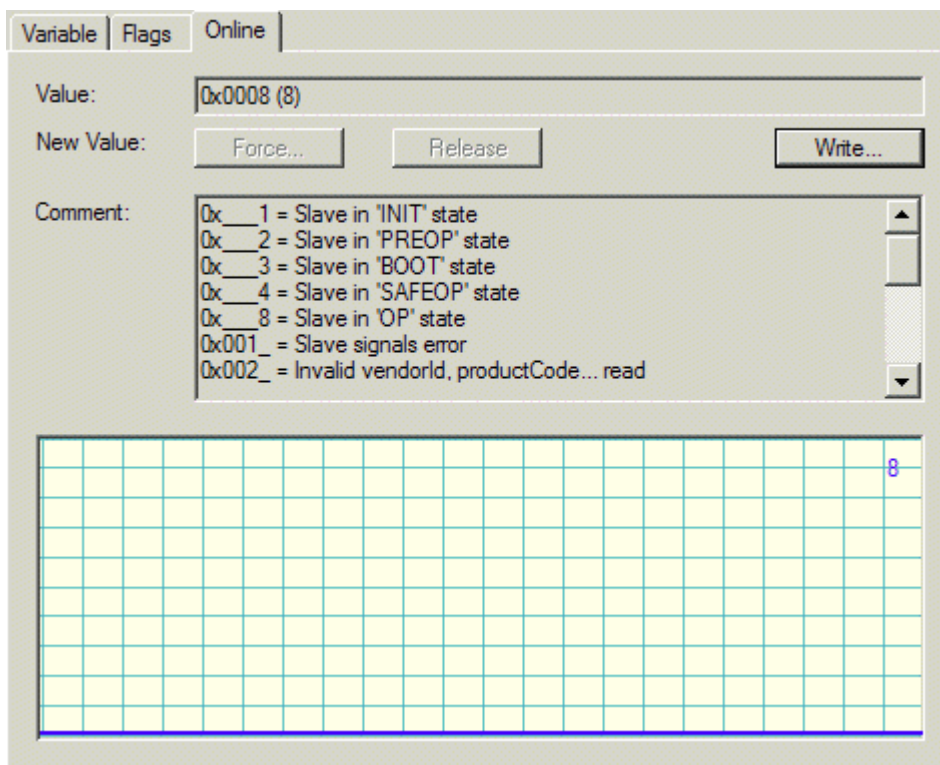 Variable Flags Online
Value: 0x0008 (8)
New Value: Force... Release Write...
Comment: 0x___1 = Slave in 'INIT' state
0x___2 = Slave in 'PREOP' state
0x___3 = Slave in 'BOOT' state
0x___4 = Slave in 'SAFEOP' state
0x___8 = Slave in 'OP' state
0x001_ = Slave signals error
0x002_ = Invalid vendorId, productCode... read
8